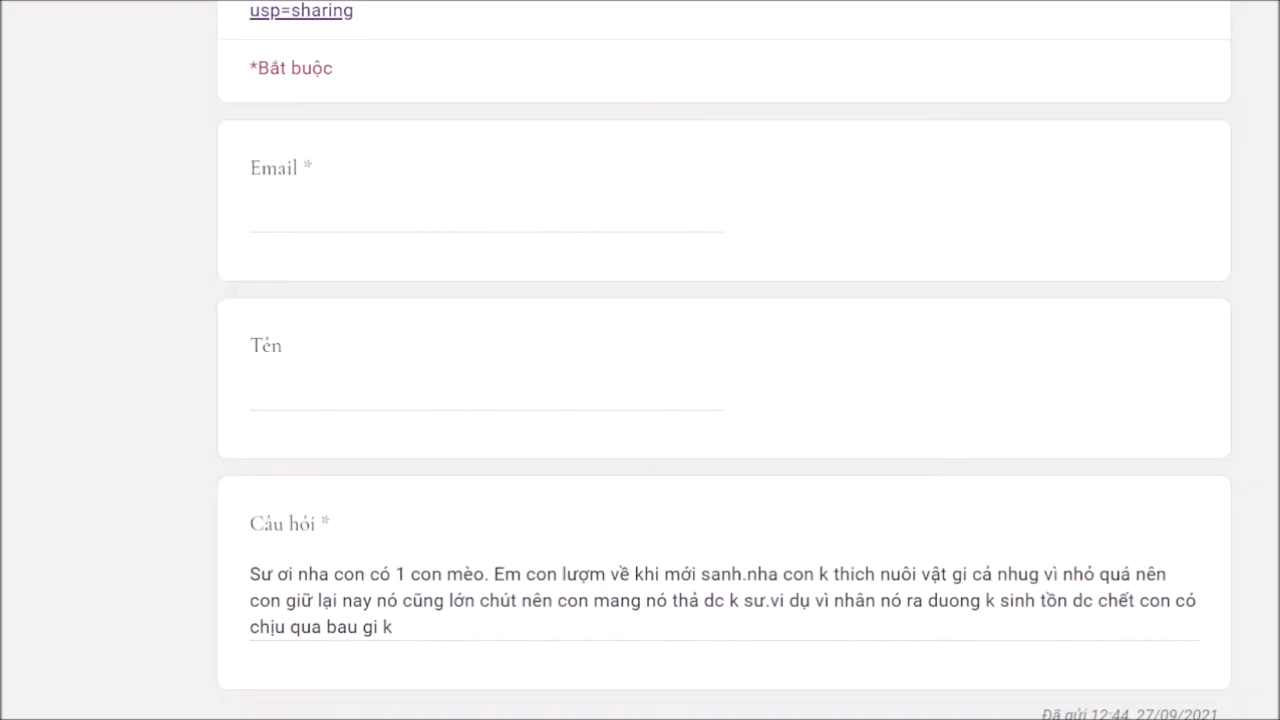 usp=sharing
*Bắt buộc
Email *
Tên
Câu hỏi *
Sư ơi nha con có 1 con mèo. Em con lượm về khi mới sanh.nha con k thich nuôi vật gi cả nhug vì nhỏ quá nên
con giữ lại nay nó cũng lớn chút nên con mang nó thả dc k sư.vi dụ vì nhân nó ra duong k sinh tồn dc chết con có
chịu qua bau gi k
Đã gửi 12:44, 27/09/2021